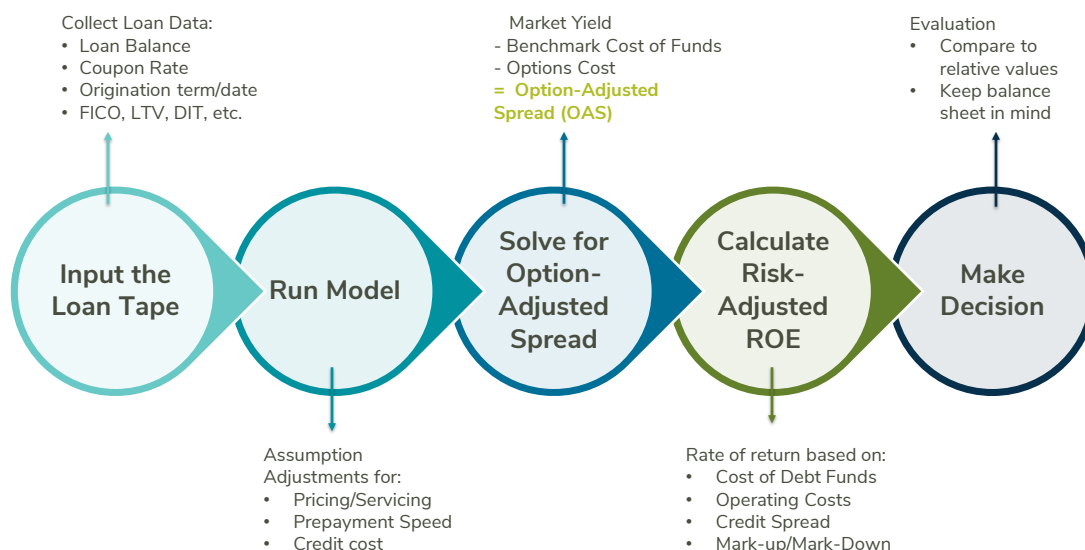 Collect Loan Data:
• Loan Balance
• Coupon Rate
• Origination term/date
• FICO, LTV, DIT, etc.
Market Yield
- Benchmark Cost of Funds
- Options Cost
= Option-Adjusted
Spread (OAS)
Evaluation
• Compare to
relative values
• Keep balance
sheet in mind
Input the
Loan Tape
Run Model
Solve for
Option-
Adjusted
Spread
Calculate
Risk-
Adjusted
ROE
Make
Decision
Assumption
Adjustments for:
• Pricing/Servicing
• Prepayment Speed
• Credit cost
Rate of return based on:
• Cost of Debt Funds
• Operating Costs
• Credit Spread
• Mark-up/Mark-Down